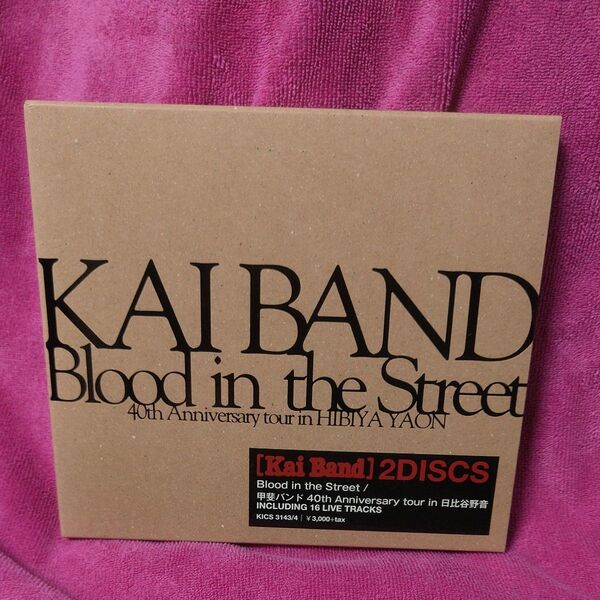 KAI BAND
Blood in the Street
40th Anniversary tour in HIBIYA YAON
[Kai Band] 2DISCS
Blood in the Street /
甲斐バンド 40th Anniversary tour in 日比谷野音
INCLUDING 16 LIVE TRACKS
KICS 3143/4 | ¥3,000+tax